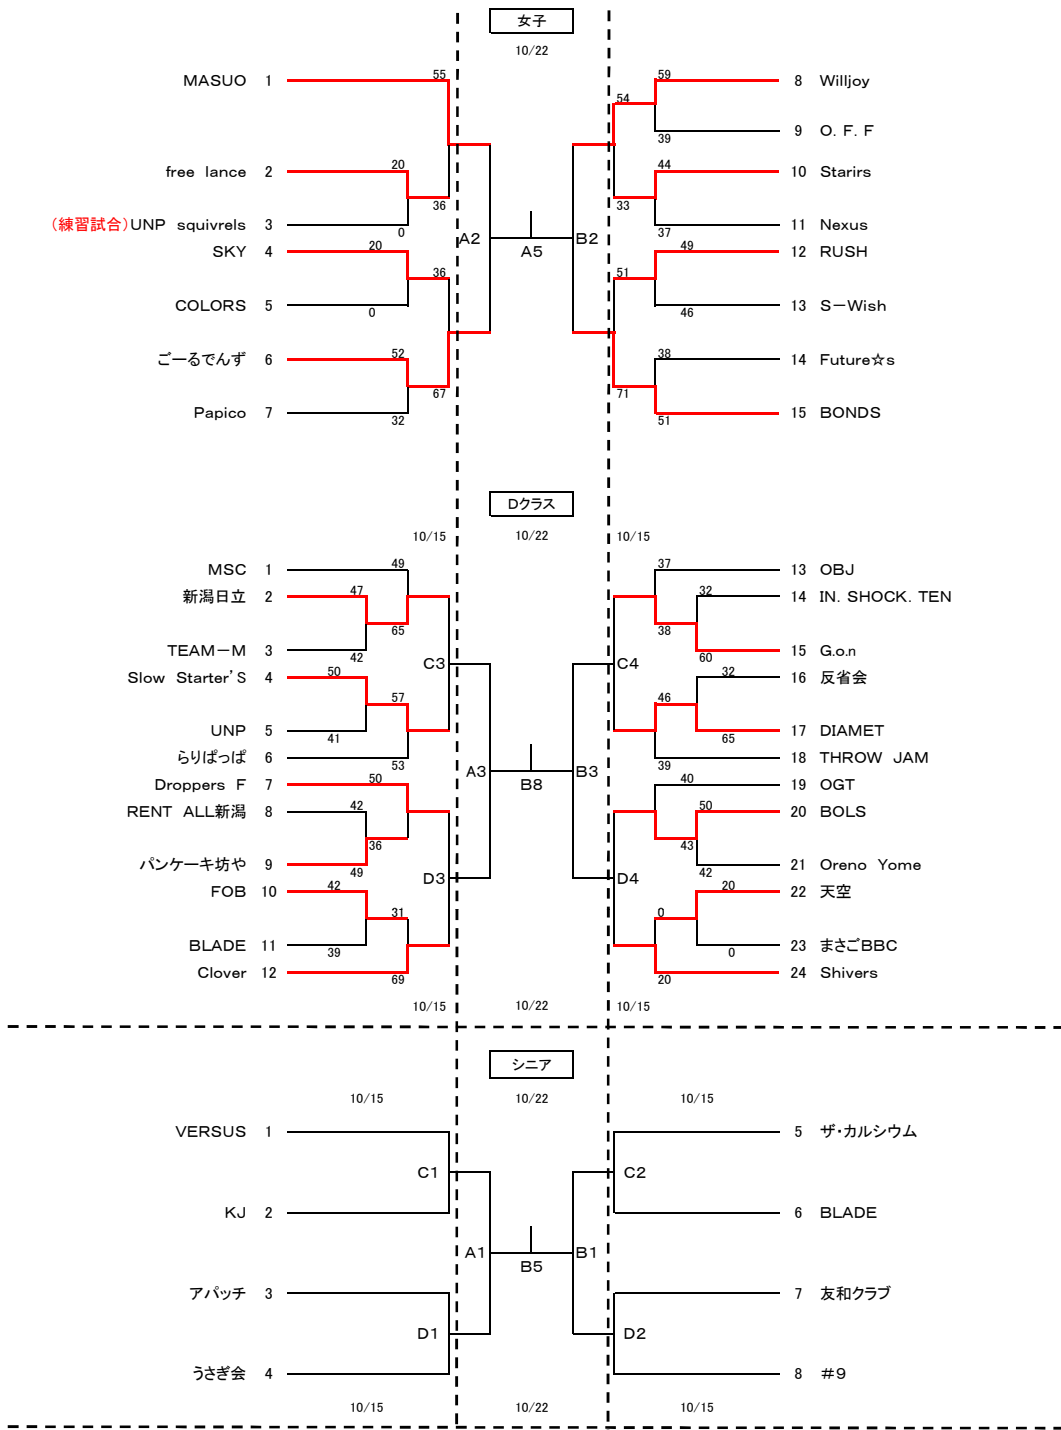 女子
10/22
MASUO 1 55 59 8 Willjoy
54
39 9 O. F. F
free lance 2 20 44 10 Starirs
36 33
(練習試合)UNP squivrels 3 0 37 11 Nexus
A2 A5 B2
SKY 4 20 49 12 RUSH
36 51
COLORS 5 0 46 13 S－Wish
ごーるでんず 6 52 38 14 Future☆s
67 71
Papico 7 32 51 15 BONDS
Dクラス
10/15 10/22 10/15
MSC 1 49 37 13 OBJ
新潟日立 2 47 32 14 IN. SHOCK. TEN
65 38
TEAM－M 3 42 60 15 G.o.n
C3 C4
Slow Starter'S 4 50 32 16 反省会
57 46
UNP 5 41 65 17 DIAMET
らりぱっぱ 6 53 39 18 THROW JAM
A3 B8 B3
Droppers F 7 50 40 19 OGT
RENT ALL新潟 8 42 50 20 BOLS
36 43
パンケーキ坊や 9 49 42 21 Oreno Yome
D3 D4
FOB 10 42 20 22 天空
31 0
BLADE 11 39 0 23 まさごBBC
Clover 12 69 20 24 Shivers
10/15 10/22 10/15
シニア
10/15 10/22 10/15
VERSUS 1 5 ザ・カルシウム
C1 C2
KJ 2 6 BLADE
A1 B5 B1
アパッチ 3 7 友和クラブ
D1 D2
うさぎ会 4 8 ＃9
10/15 10/22 10/15